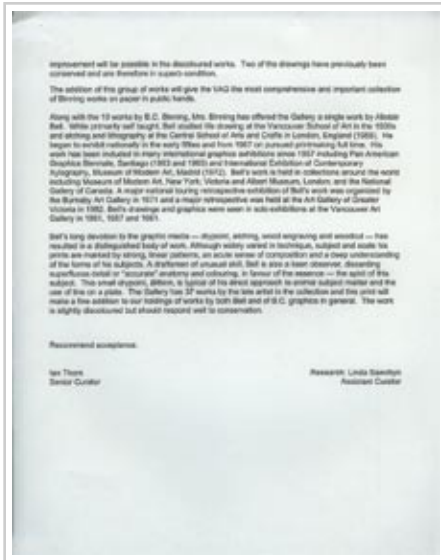 improvement will be possible in the discoloured works. Two of the drawings have previously been
conserved and are therefore in superb condition.
The addition of this group of works will give the VAG the most comprehensive and important collection
of Binning works on paper in public hands.
Along with the 10 works by B.C. Binning, Mrs. Binning has offered the Gallery a single work by Alistair
Bell. While primarily self taught, Bell studied life drawing at the Vancouver School of Art in the 1930s
and etching and lithography at the Central School of Arts and Crafts in London, England. His
began to exhibit nationally in the early fifties and from 1967 on pursued printmaking full time. His
work has been included in many international graphics exhibitions since 1957 including Pan American
Graphics Biennale, Santiago (1963 and 1965) and International Exhibition of Contemporary
Xylography, Museum of Modern Art, Madrid (1972). Bell's work is held in collections around the world
including Museum of Modern Art, New York; Victoria and Albert Museum, London; and the National
Gallery of Canada. A major national touring retrospective exhibition of Bell's work was organized by
the Burnaby Art Gallery in 1971 and a major retrospective was held at the Art Gallery of Greater
Victoria in 1982. Bell's drawings and graphics were seen in solo exhibitions at the Vancouver Art
Gallery in 1951, 1957 and 1961.
Bell's long devotion to the graphic media — drypoint, etching, wood engraving and woodcut — has
resulted in a distinguished body of work. Although widely varied in technique, subject and scale his
prints are marked by strong, linear patterns, an acute sense of composition and a deep understanding
of the forms of his subjects. A draftsman of unusual skill, Bell is also a keen observer, discarding
superfluous detail or "accurate" anatomy and colouring, in favour of the essence — the spirit of this
subject. This small drypoint, is typical of his direct approach to animal subject matter and the
use of line on a plate. The Gallery has 37 works by the late artist in the collection and this print will
make a fine addition to our holdings of works by both Bell and of B.C. graphics in general. The work
is slightly discoloured but should respond well to conservation.
Recommend acceptance.
Ian Thom
Senior Curator
Research: Linda
Assistant Curator